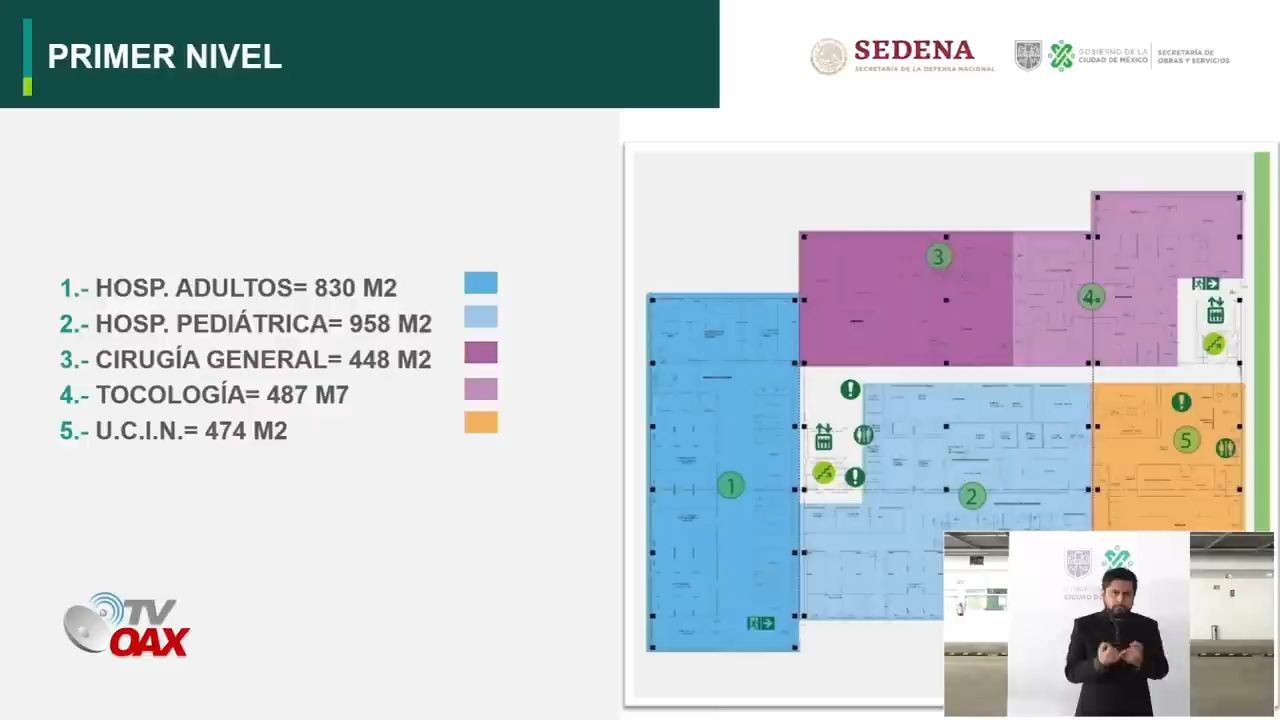 PRIMER NIVEL
SEDENA
SECRETARÍA DE LA DEFENSA NACIONAL
GOBIERNO DE LA
CIUDAD DE MÉXICO
SECRETARÍA DE
OBRAS Y SERVICIOS
1.- HOSP. ADULTOS= 830 M2
2.- HOSP. PEDIÁTRICA= 958 M2
3.- CIRUGÍA GENERAL= 448 M2
4.- TOCOLOGÍA= 487 M7
5.- U.C.I.N.= 474 M2
3
4
5
1
2
TV
OAX